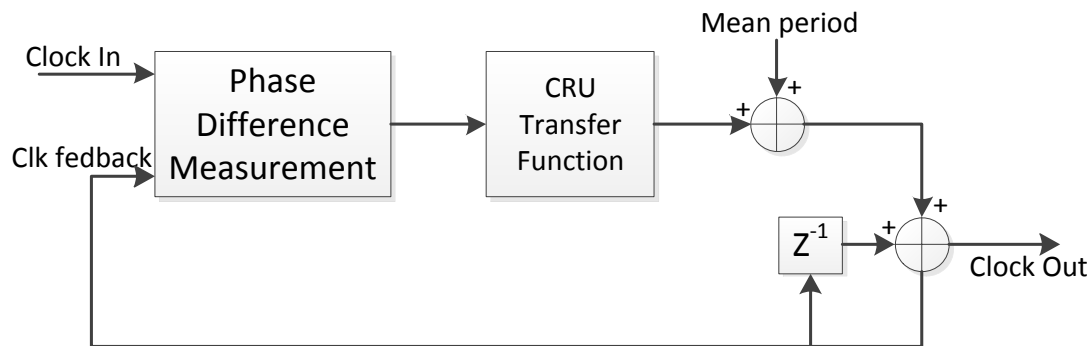 Mean period
Clock In
Phase
Difference
Measurement
CRU
Transfer
Function
+
+
Clk fedback
+
+
Z⁻¹
Clock Out